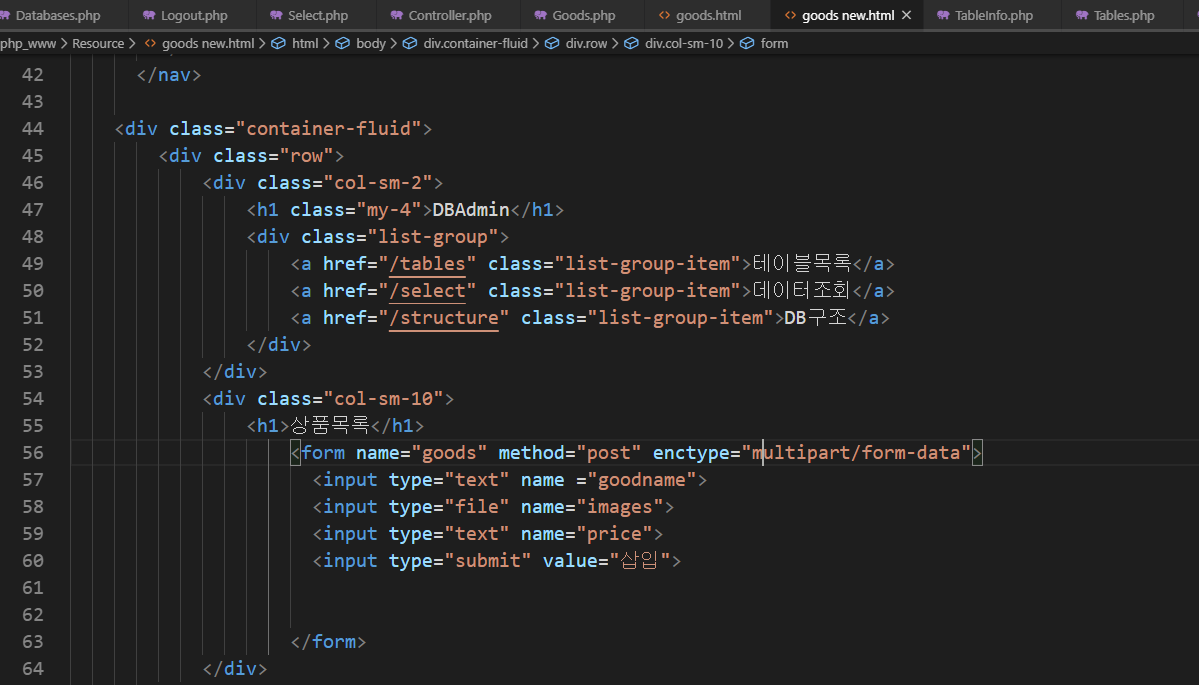 Databases.php Logout.php Select.php Controller.php Goods.php <> goods.html <> goods new.html × TableInfo.php Tables.php
php_www > Resource > <> goods new.html > html > body > div.container-fluid > div.row > div.col-sm-10 > form
42 </nav>
43
44 <div class="container-fluid">
45 <div class="row">
46 <div class="col-sm-2">
47 <h1 class="my-4">DBAdmin</h1>
48 <div class="list-group">
49 <a href="/tables" class="list-group-item">테이블목록</a>
50 <a href="/select" class="list-group-item">데이터조회</a>
51 <a href="/structure" class="list-group-item">DB구조</a>
52 </div>
53 </div>
54 <div class="col-sm-10">
55 <h1>상품목록</h1>
56 <form name="goods" method="post" enctype="multipart/form-data">
57 <input type="text" name ="goodname">
58 <input type="file" name="images">
59 <input type="text" name="price">
60 <input type="submit" value="삽입">
61
62
63 </form>
64 </div>